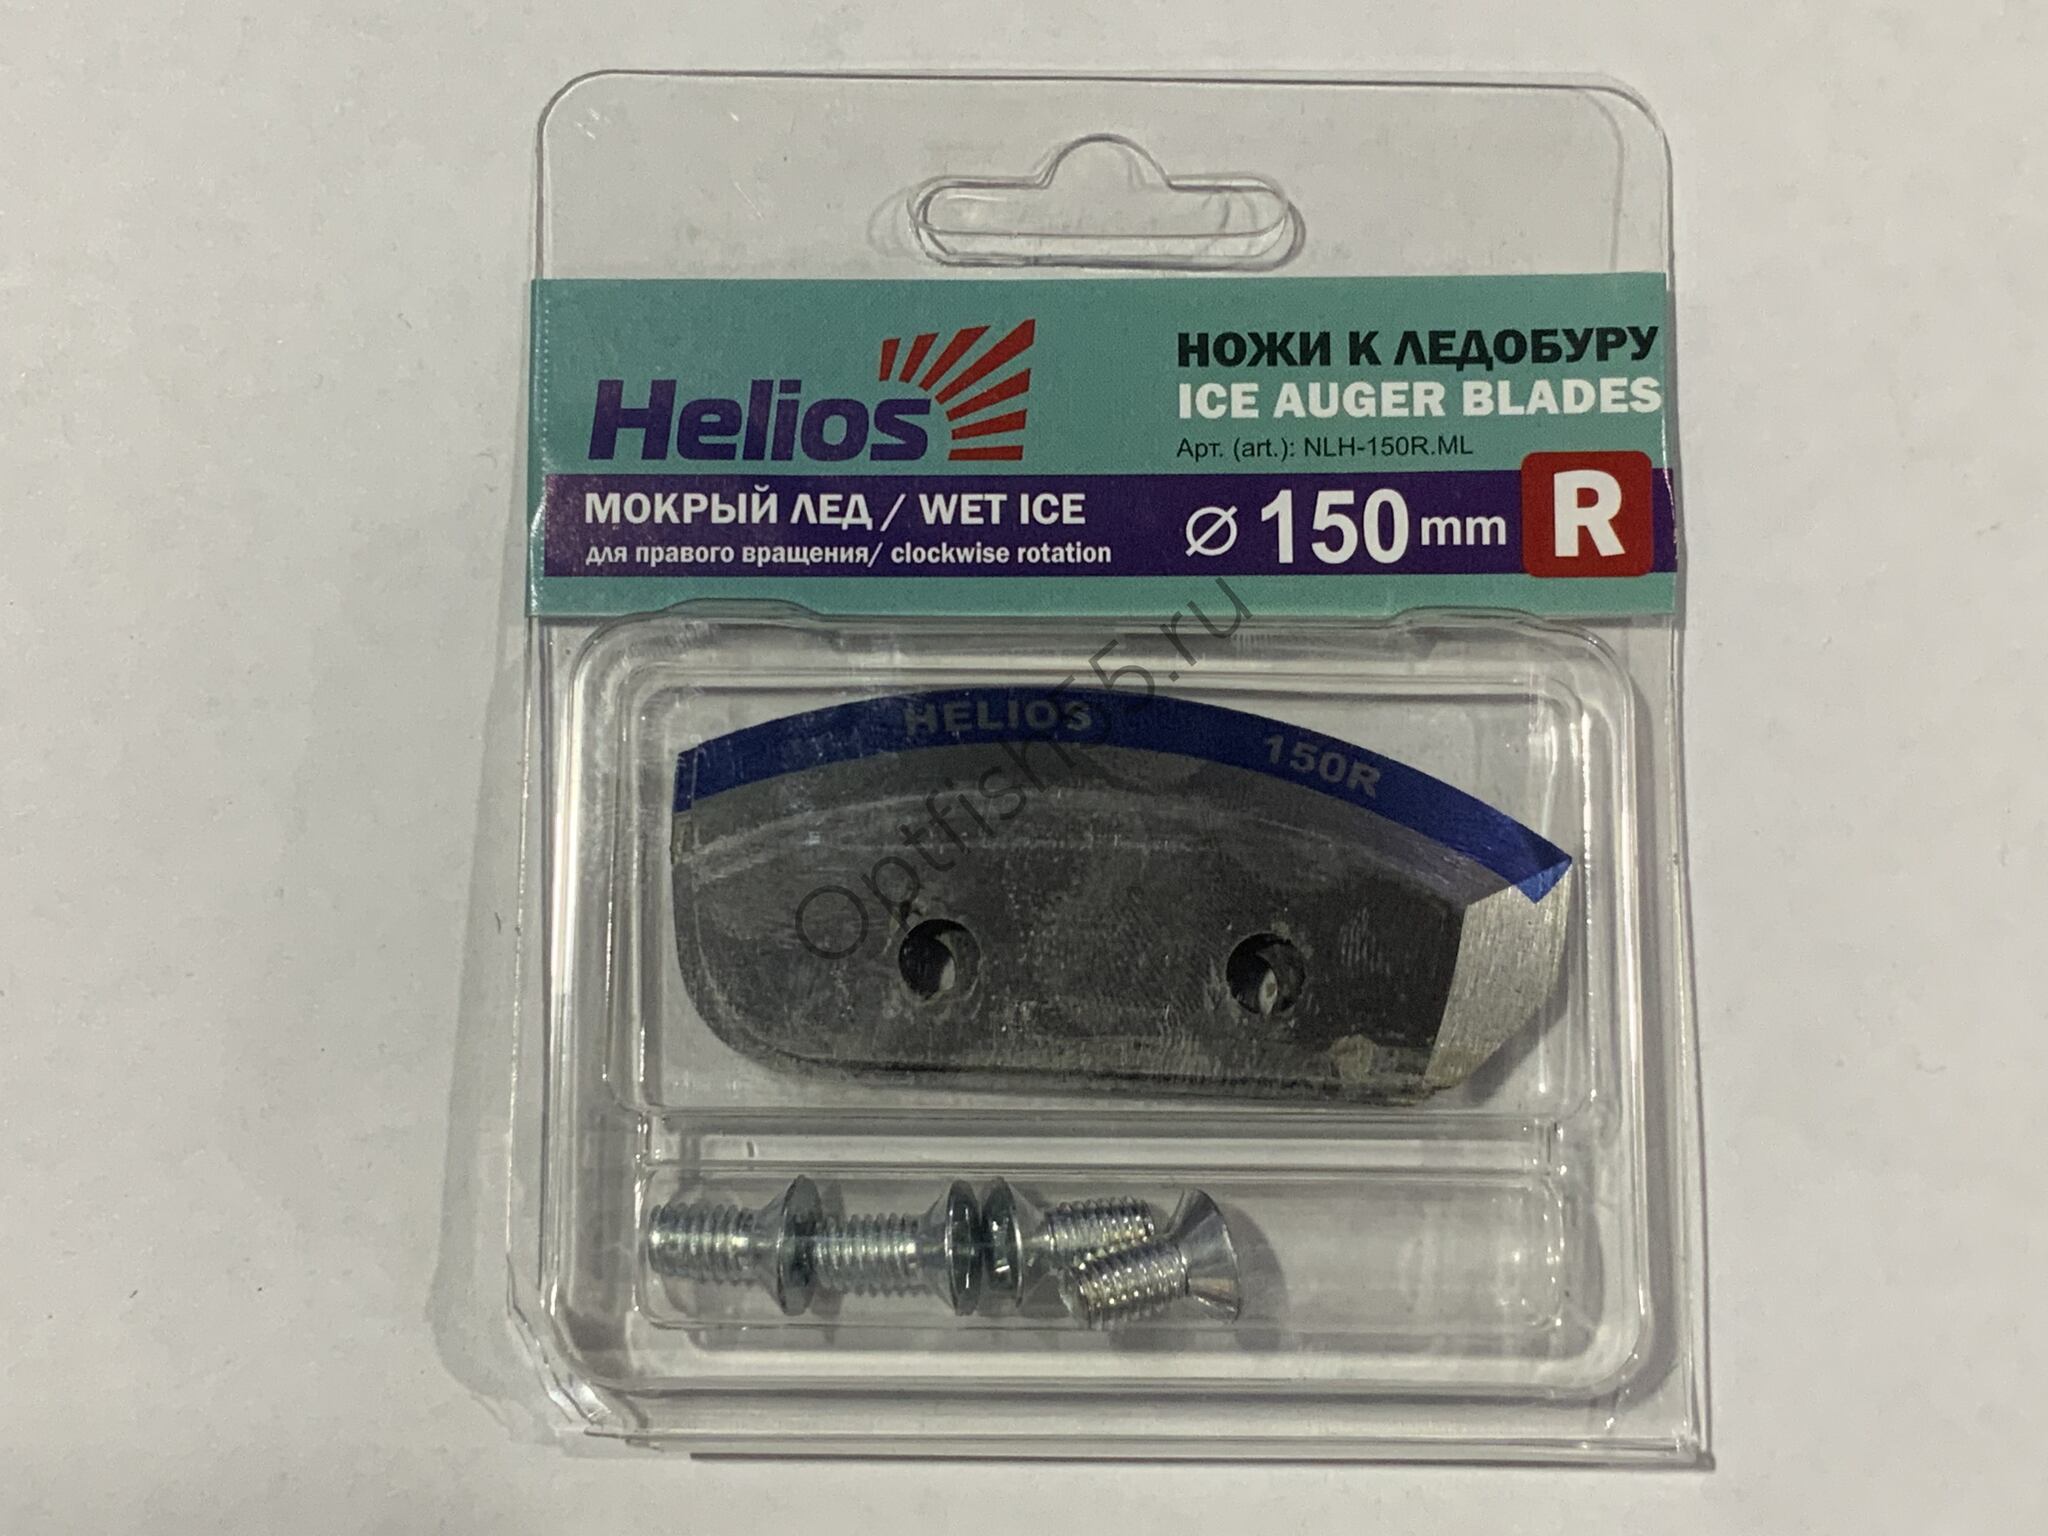 Helios
НОЖИ К ЛЕДОБУРУ
ICE AUGER BLADES
Арт. (art.): NLH-150R.ML
МОКРЫЙ ЛЕД / WET ICE
для правого вращения/ clockwise rotation
⌀ 150 mm R
HELIOS 150R
Optfish55.ru